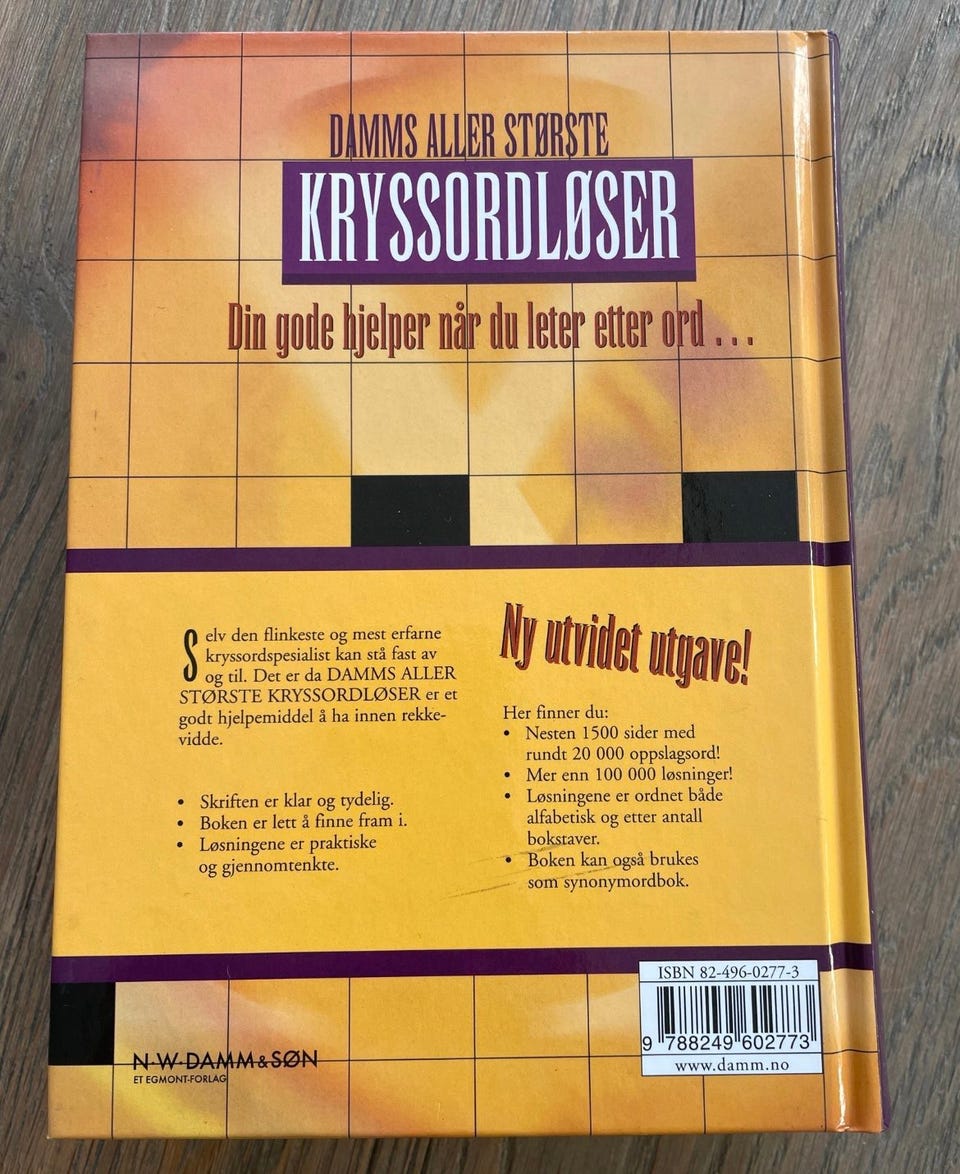 DAMMS ALLER STØRSTE
KRYSSORDLØSER
Din gode hjelper når du leter etter ord . . .
Selv den flinkeste og mest erfarne
kryssordspesialist kan stå fast av
og til. Det er da DAMMS ALLER
STØRSTE KRYSSORDLØSER er et
godt hjelpemiddel å ha innen rekke-
vidde.
• Skriften er klar og tydelig.
• Boken er lett å finne fram i.
• Løsningene er praktiske
og gjennomtenkte.
Ny utvidet utgave!
Her finner du:
• Nesten 1500 sider med
rundt 20 000 oppslagsord!
• Mer enn 100 000 løsninger!
• Løsningene er ordnet både
alfabetisk og etter antall
bokstaver.
• Boken kan også brukes
som synonymordbok.
N·W·DAMM & SØN
ET EGMONT-FORLAG
ISBN 82-496-0277-3
9 788249 602773
www.damm.no